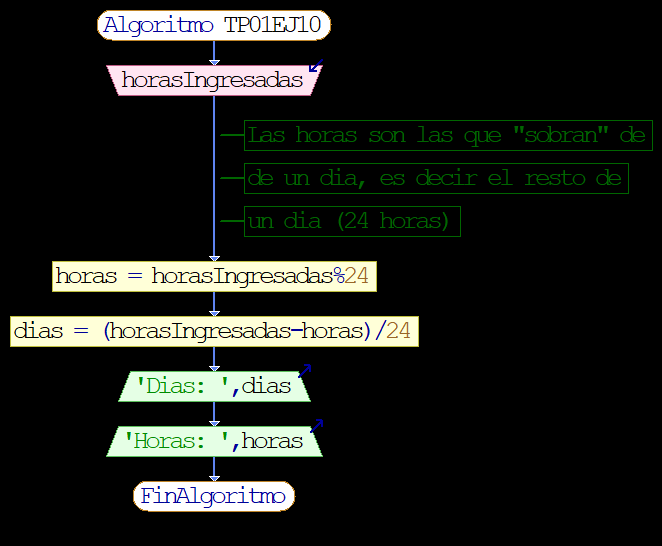 Algoritmo TP01EJ10
horasIngresadas
Las horas son las que "sobran" de
de un dia, es decir el resto de
un dia (24 horas)
horas = horasIngresadas%24
dias = (horasIngresadas-horas)/24
'Dias: ',dias
'Horas: ',horas
FinAlgoritmo